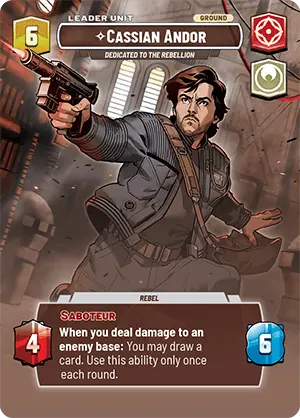 LEADER UNIT
GROUND
6
CASSIAN ANDOR
DEDICATED TO THE REBELLION
REBEL
SABOTEUR
When you deal damage to an
enemy base: You may draw a
card. Use this ability only once
each round.
4
6